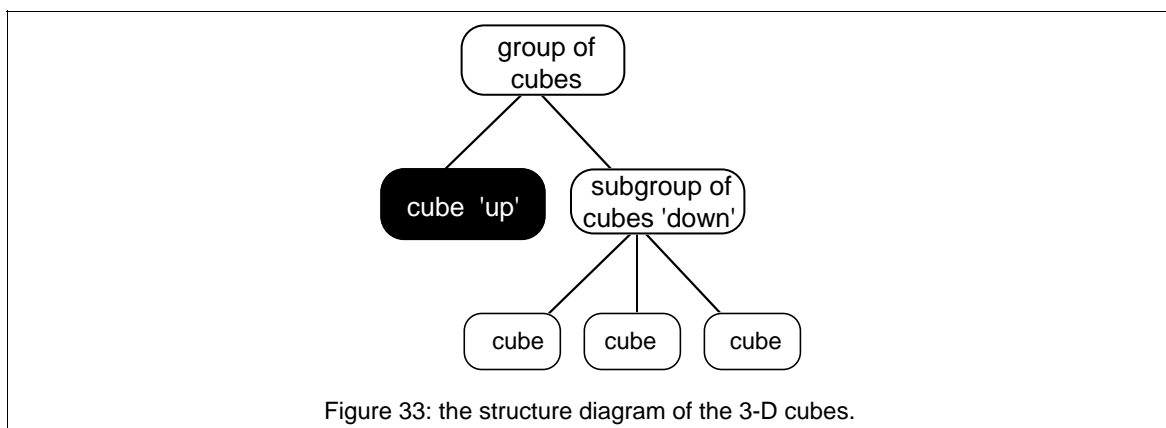 group of
cubes
cube 'up'
subgroup of
cubes 'down'
cube
cube
cube
Figure 33: the structure diagram of the 3-D cubes.